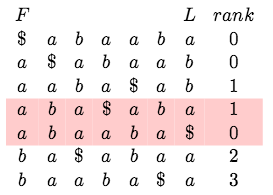 F L rank
$ a b a a b a 0
a $ a b a a b 0
a a b a $ a b 1
a b a $ a b a 1
a b a a b a $ 0
b a $ a b a a 2
b a a b a $ a 3